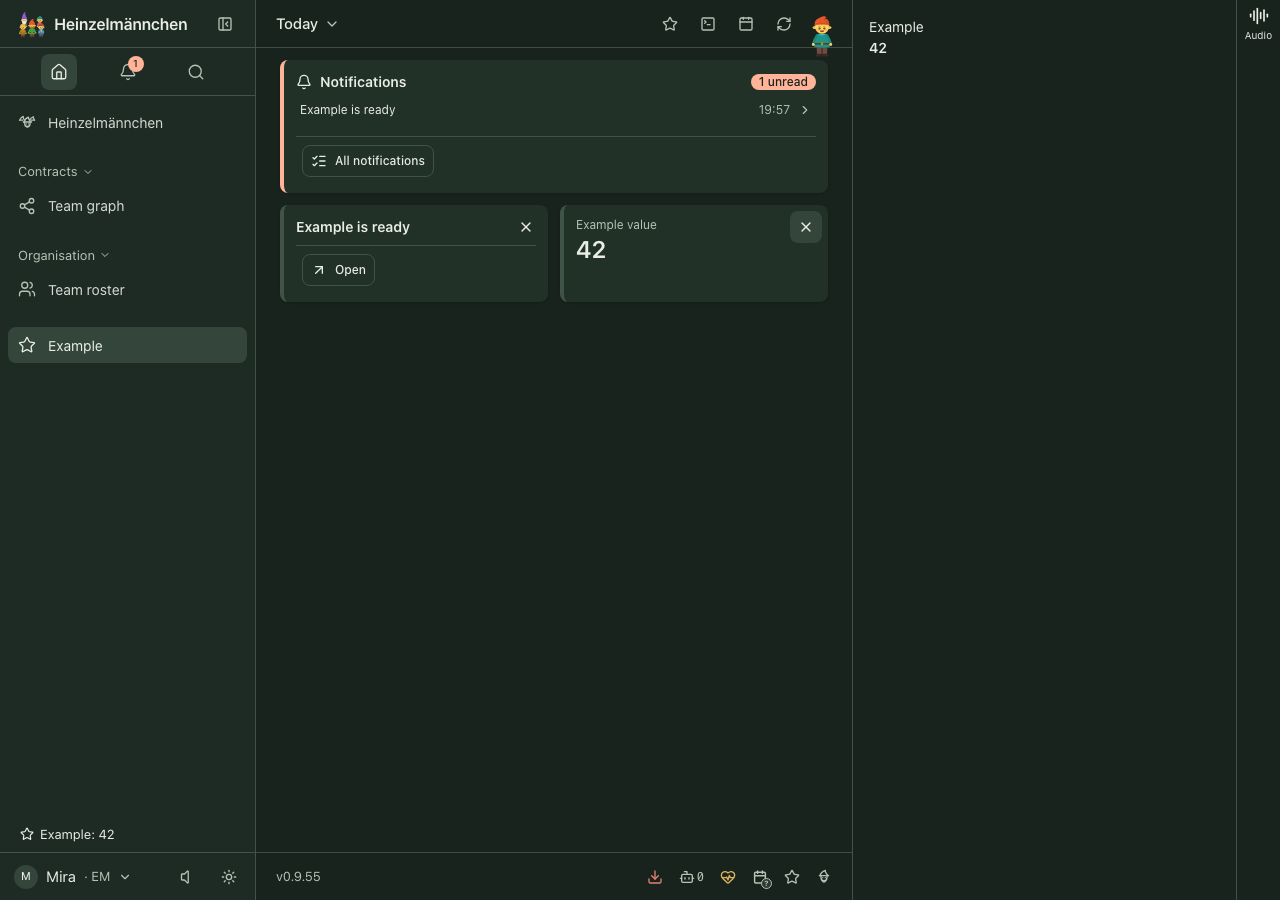 Heinzelmännchen
1
Heinzelmännchen
Contracts
Team graph
Organisation
Team roster
Example
Example: 42
M Mira · EM
Today
Notifications
1 unread
Example is ready
19:57
All notifications
Example is ready
Open
Example value
42
v0.9.55
0
?
Example
42
Audio